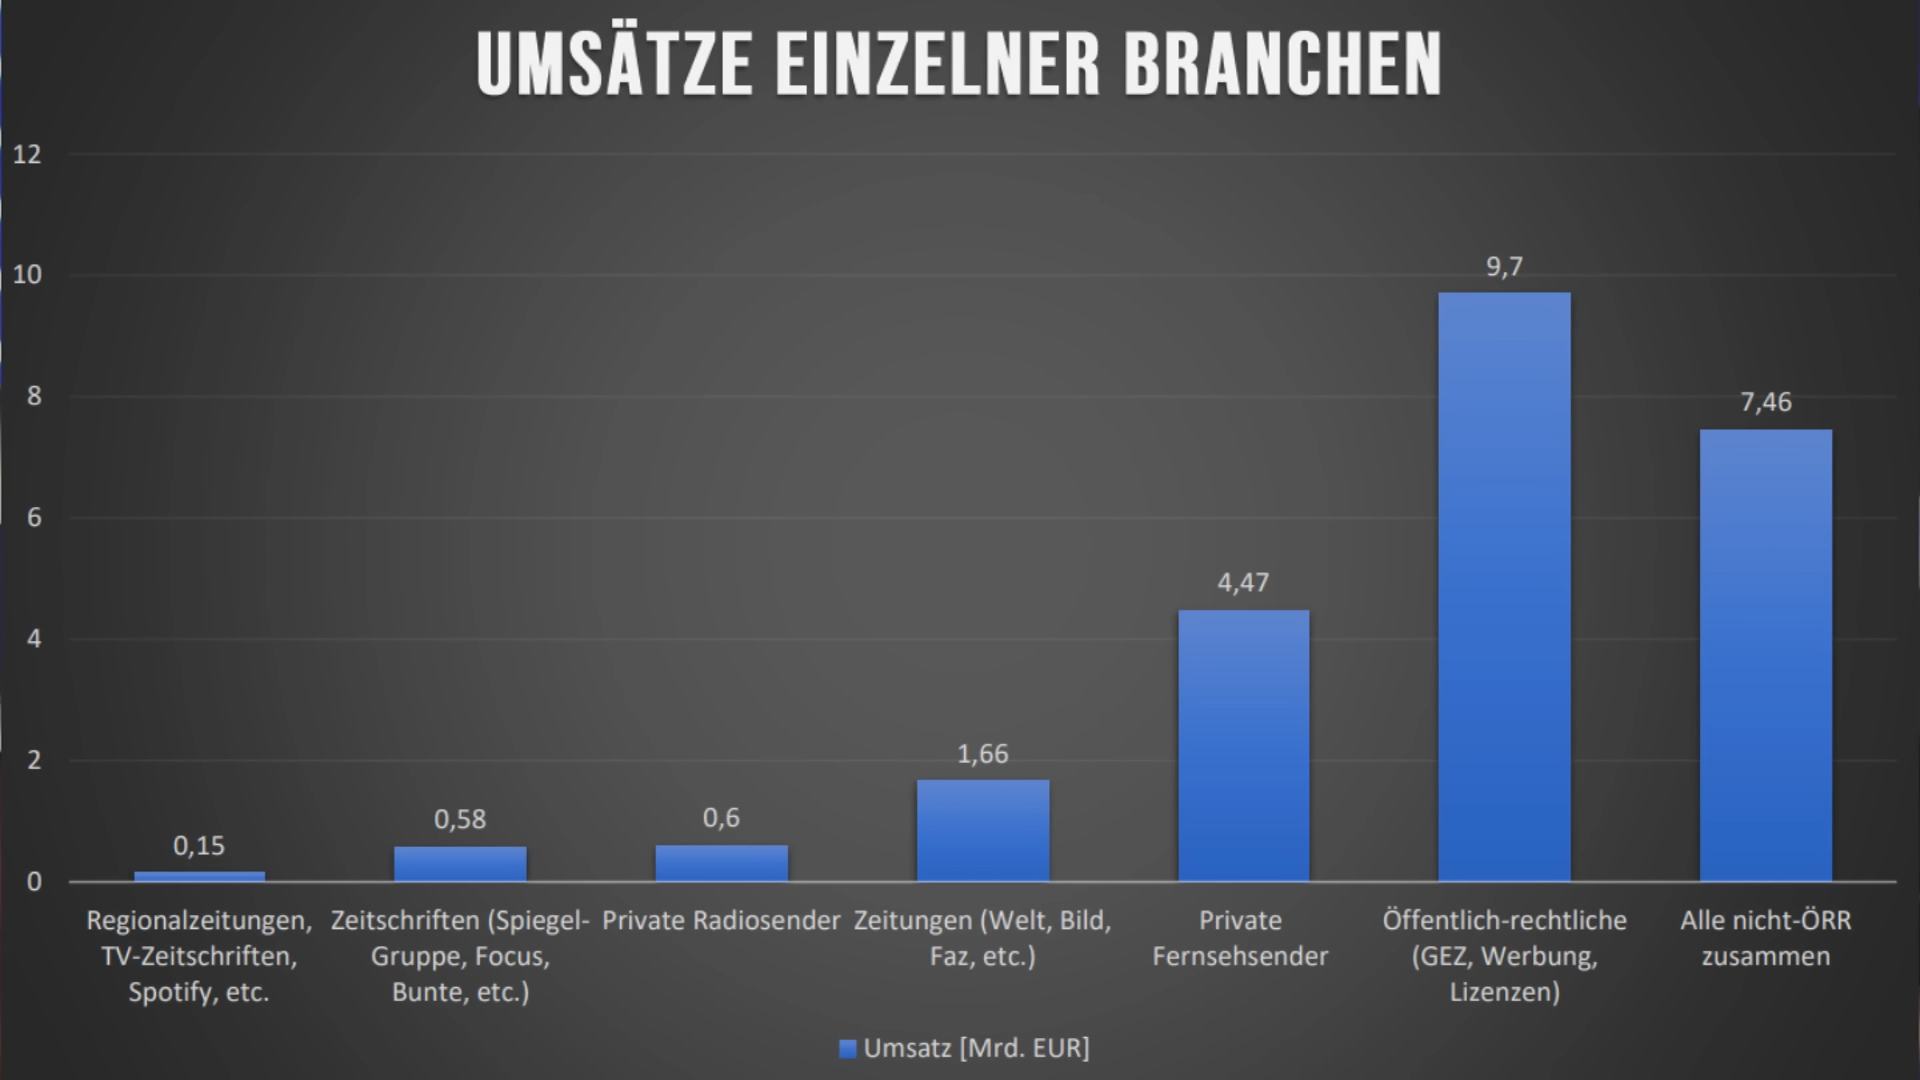 UMSÄTZE EINZELNER BRANCHEN
12
10
8
6
4
2
0
0,15
0,58
0,6
1,66
4,47
9,7
7,46
Regionalzeitungen,
TV-Zeitschriften,
Spotify, etc.
Zeitschriften (Spiegel-
Gruppe, Focus,
Bunte, etc.)
Private Radiosender
Zeitungen (Welt, Bild,
Faz, etc.)
Private
Fernsehsender
Öffentlich-rechtliche
(GEZ, Werbung,
Lizenzen)
Alle nicht-ÖRR
zusammen
Umsatz [Mrd. EUR]